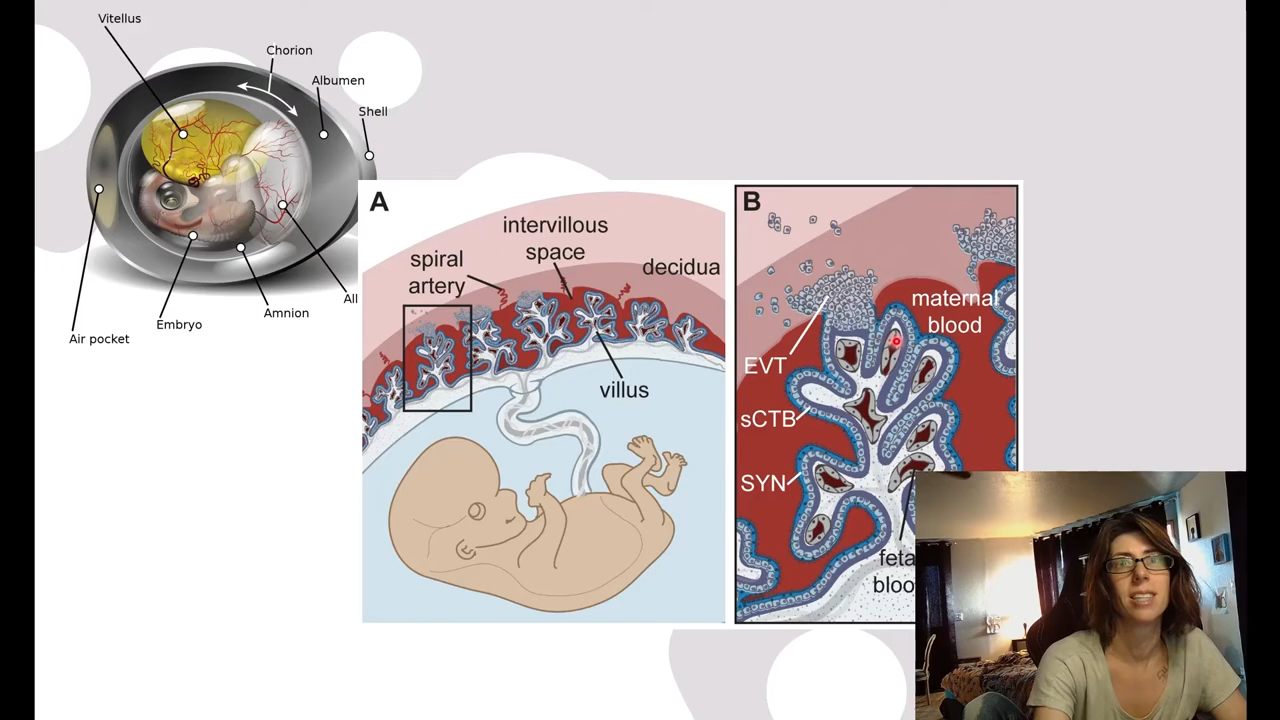 Vitellus
Chorion
Albumen
Shell
All
Amnion
Embryo
Air pocket
A
intervillous
space
spiral
artery
decidua
villus
B
maternal
blood
EVT
sCTB
SYN
feta
bloo